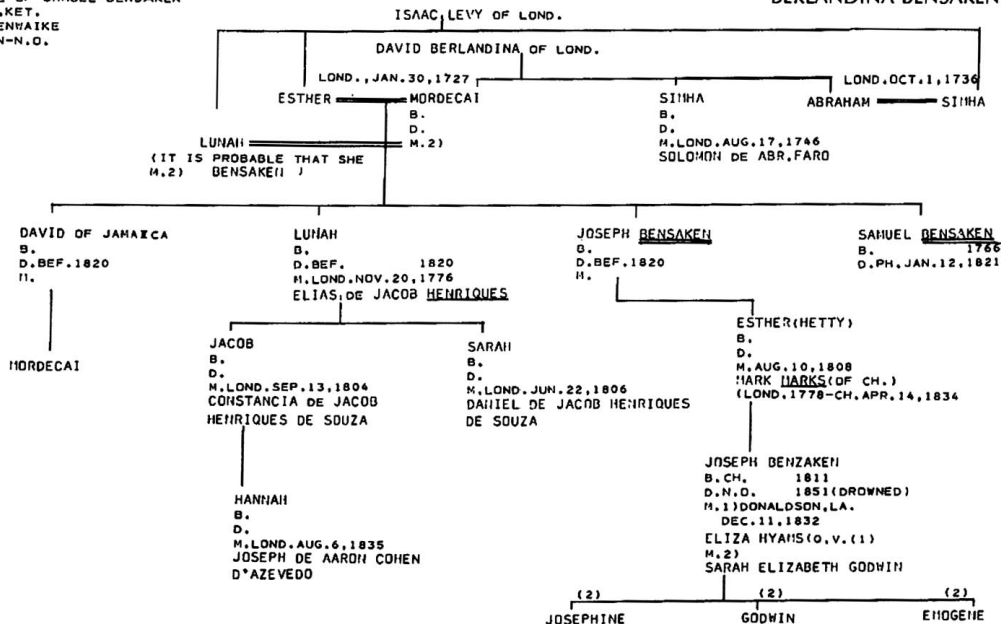 OF SAMUEL BENSAKEN
.KET.
ENWAIKE
N-N.O.
BERLANDINA BENSAKEN
ISAAC LEVY OF LOND.
DAVID BERLANDINA OF LOND.
LOND.,JAN.30,1727
LOND.OCT.1,1736
ESTHER MORDECAI SIMHA ABRAHAM SIMHA
B. B.
D. D.
LUNAH M.2) M.LOND.AUG.17,1746
(IT IS PROBABLE THAT SHE SOLOMON DE ABR.FARO
M.2) BENSAKEN )
DAVID OF JAMAICA
B.
D.BEF.1820
M.
LUNAH
B.
D.BEF. 1820
M.LOND.NOV.20,1776
ELIAS DE JACOB HENRIQUES
JOSEPH BENSAKEN
B.
D.BEF.1820
M.
SAMUEL BENSAKEN
B. 1766
D.PH.JAN.12,1821
MORDECAI
JACOB
B.
D.
M.LOND.SEP.13,1804
CONSTANCIA DE JACOB
HENRIQUES DE SOUZA
SARAH
B.
D.
M.LOND.JUN.22,1806
DANIEL DE JACOB HENRIQUES
DE SOUZA
ESTHER(HETTY)
B.
D.
M.AUG.10,1808
MARK MARKS(OF CH.)
(LOND.1778-CH.APR.14,1834
HANNAH
B.
D.
M.LOND.AUG.6,1835
JOSEPH DE AARON COHEN
D'AZEVEDO
JOSEPH BENZAKEN
B.CH. 1811
D.N.O. 1851(DROWNED)
M.1)DONALDSON,LA.
DEC.11,1832
ELIZA HYAMS(Q.V.(1)
M.2)
SARAH ELIZABETH GODWIN
(2) (2) (2)
JOSEPHINE GODWIN EMOGENE